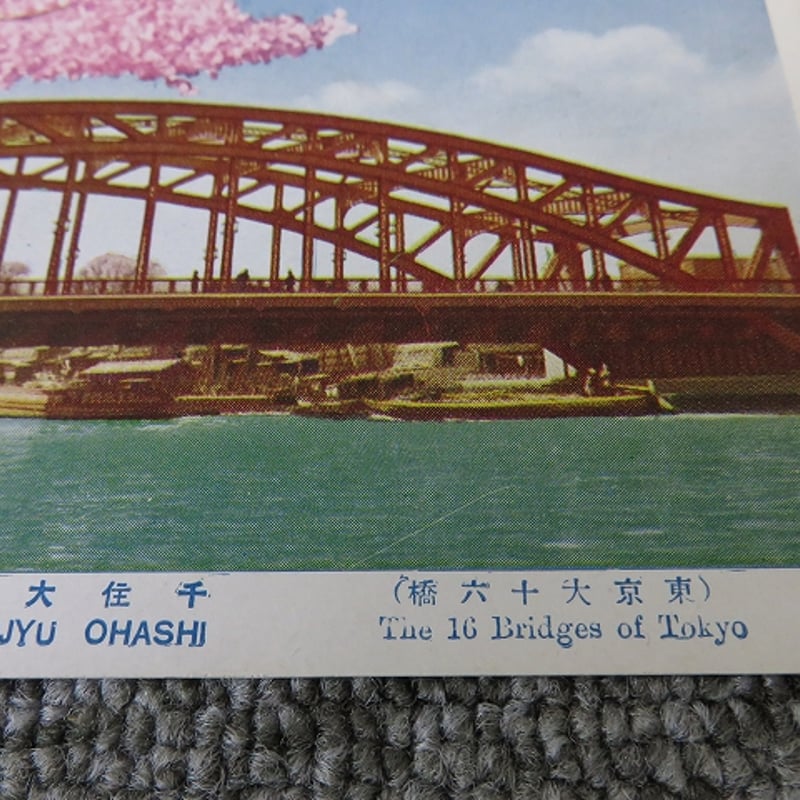 千住大
JYU OHASHI
(東京大十六橋)
The 16 Bridges of Tokyo